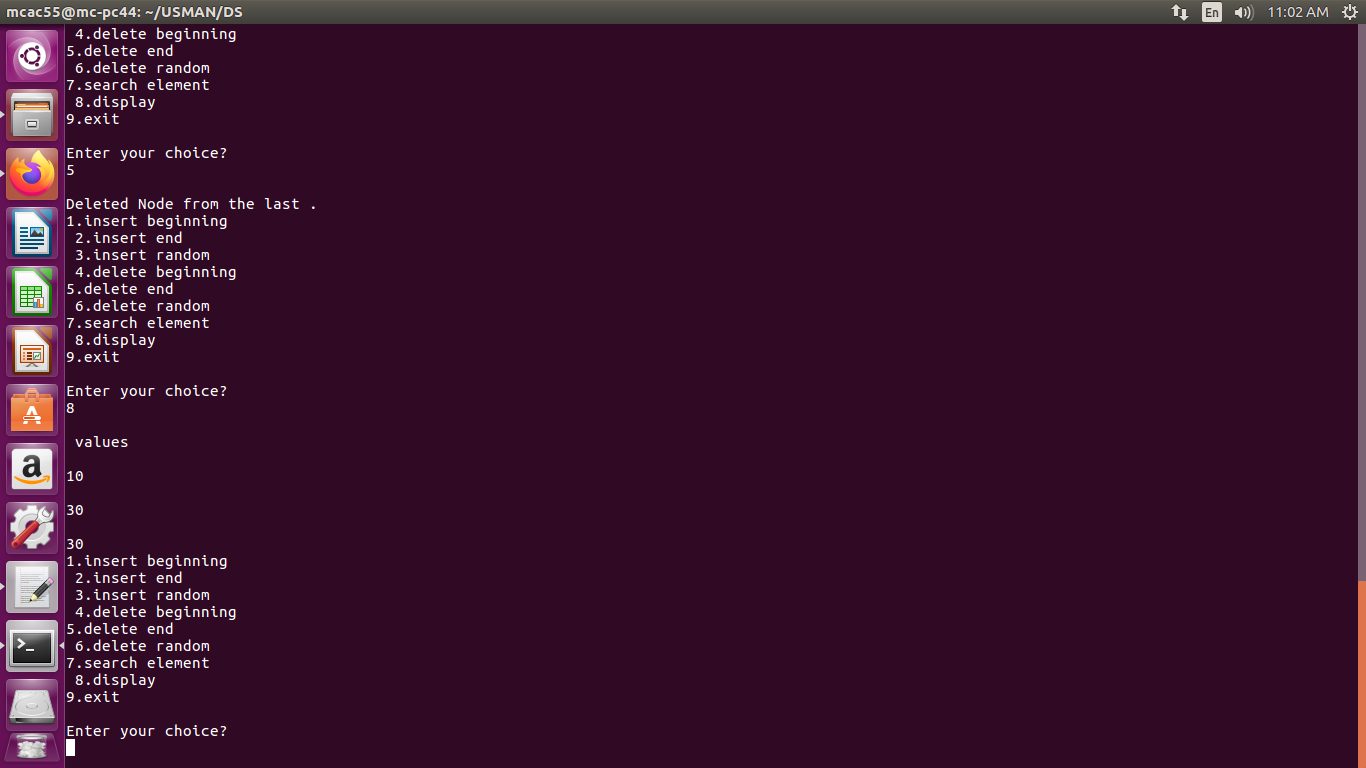 mcac55@mc-pc44: ~/USMAN/DS
En
11:02 AM
4.delete beginning
5.delete end
6.delete random
7.search element
8.display
9.exit
Enter your choice?
5
Deleted Node from the last .
1.insert beginning
2.insert end
3.insert random
4.delete beginning
5.delete end
6.delete random
7.search element
8.display
9.exit
Enter your choice?
8
values
10
30
30
1.insert beginning
2.insert end
3.insert random
4.delete beginning
5.delete end
6.delete random
7.search element
8.display
9.exit
Enter your choice?